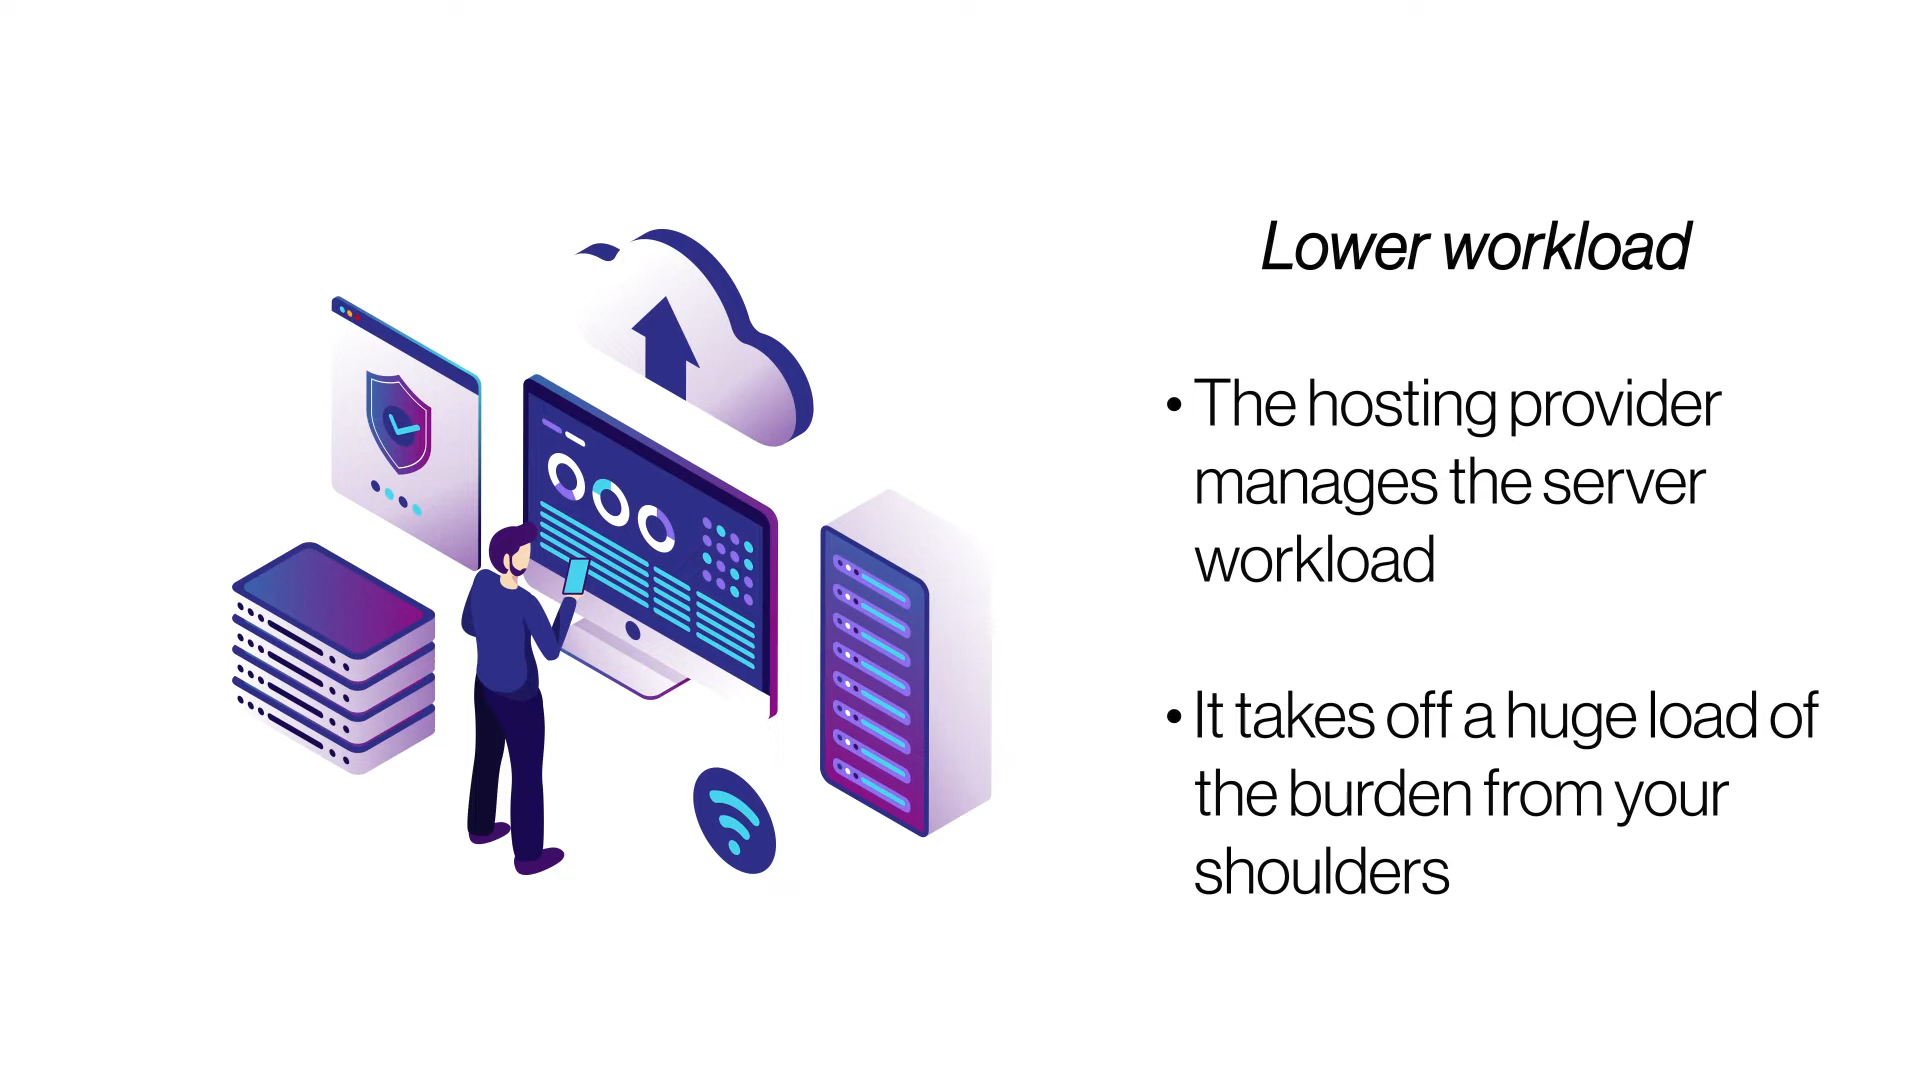 Lower workload
• The hosting provider
manages the server
workload
• It takes off a huge load of
the burden from your
shoulders